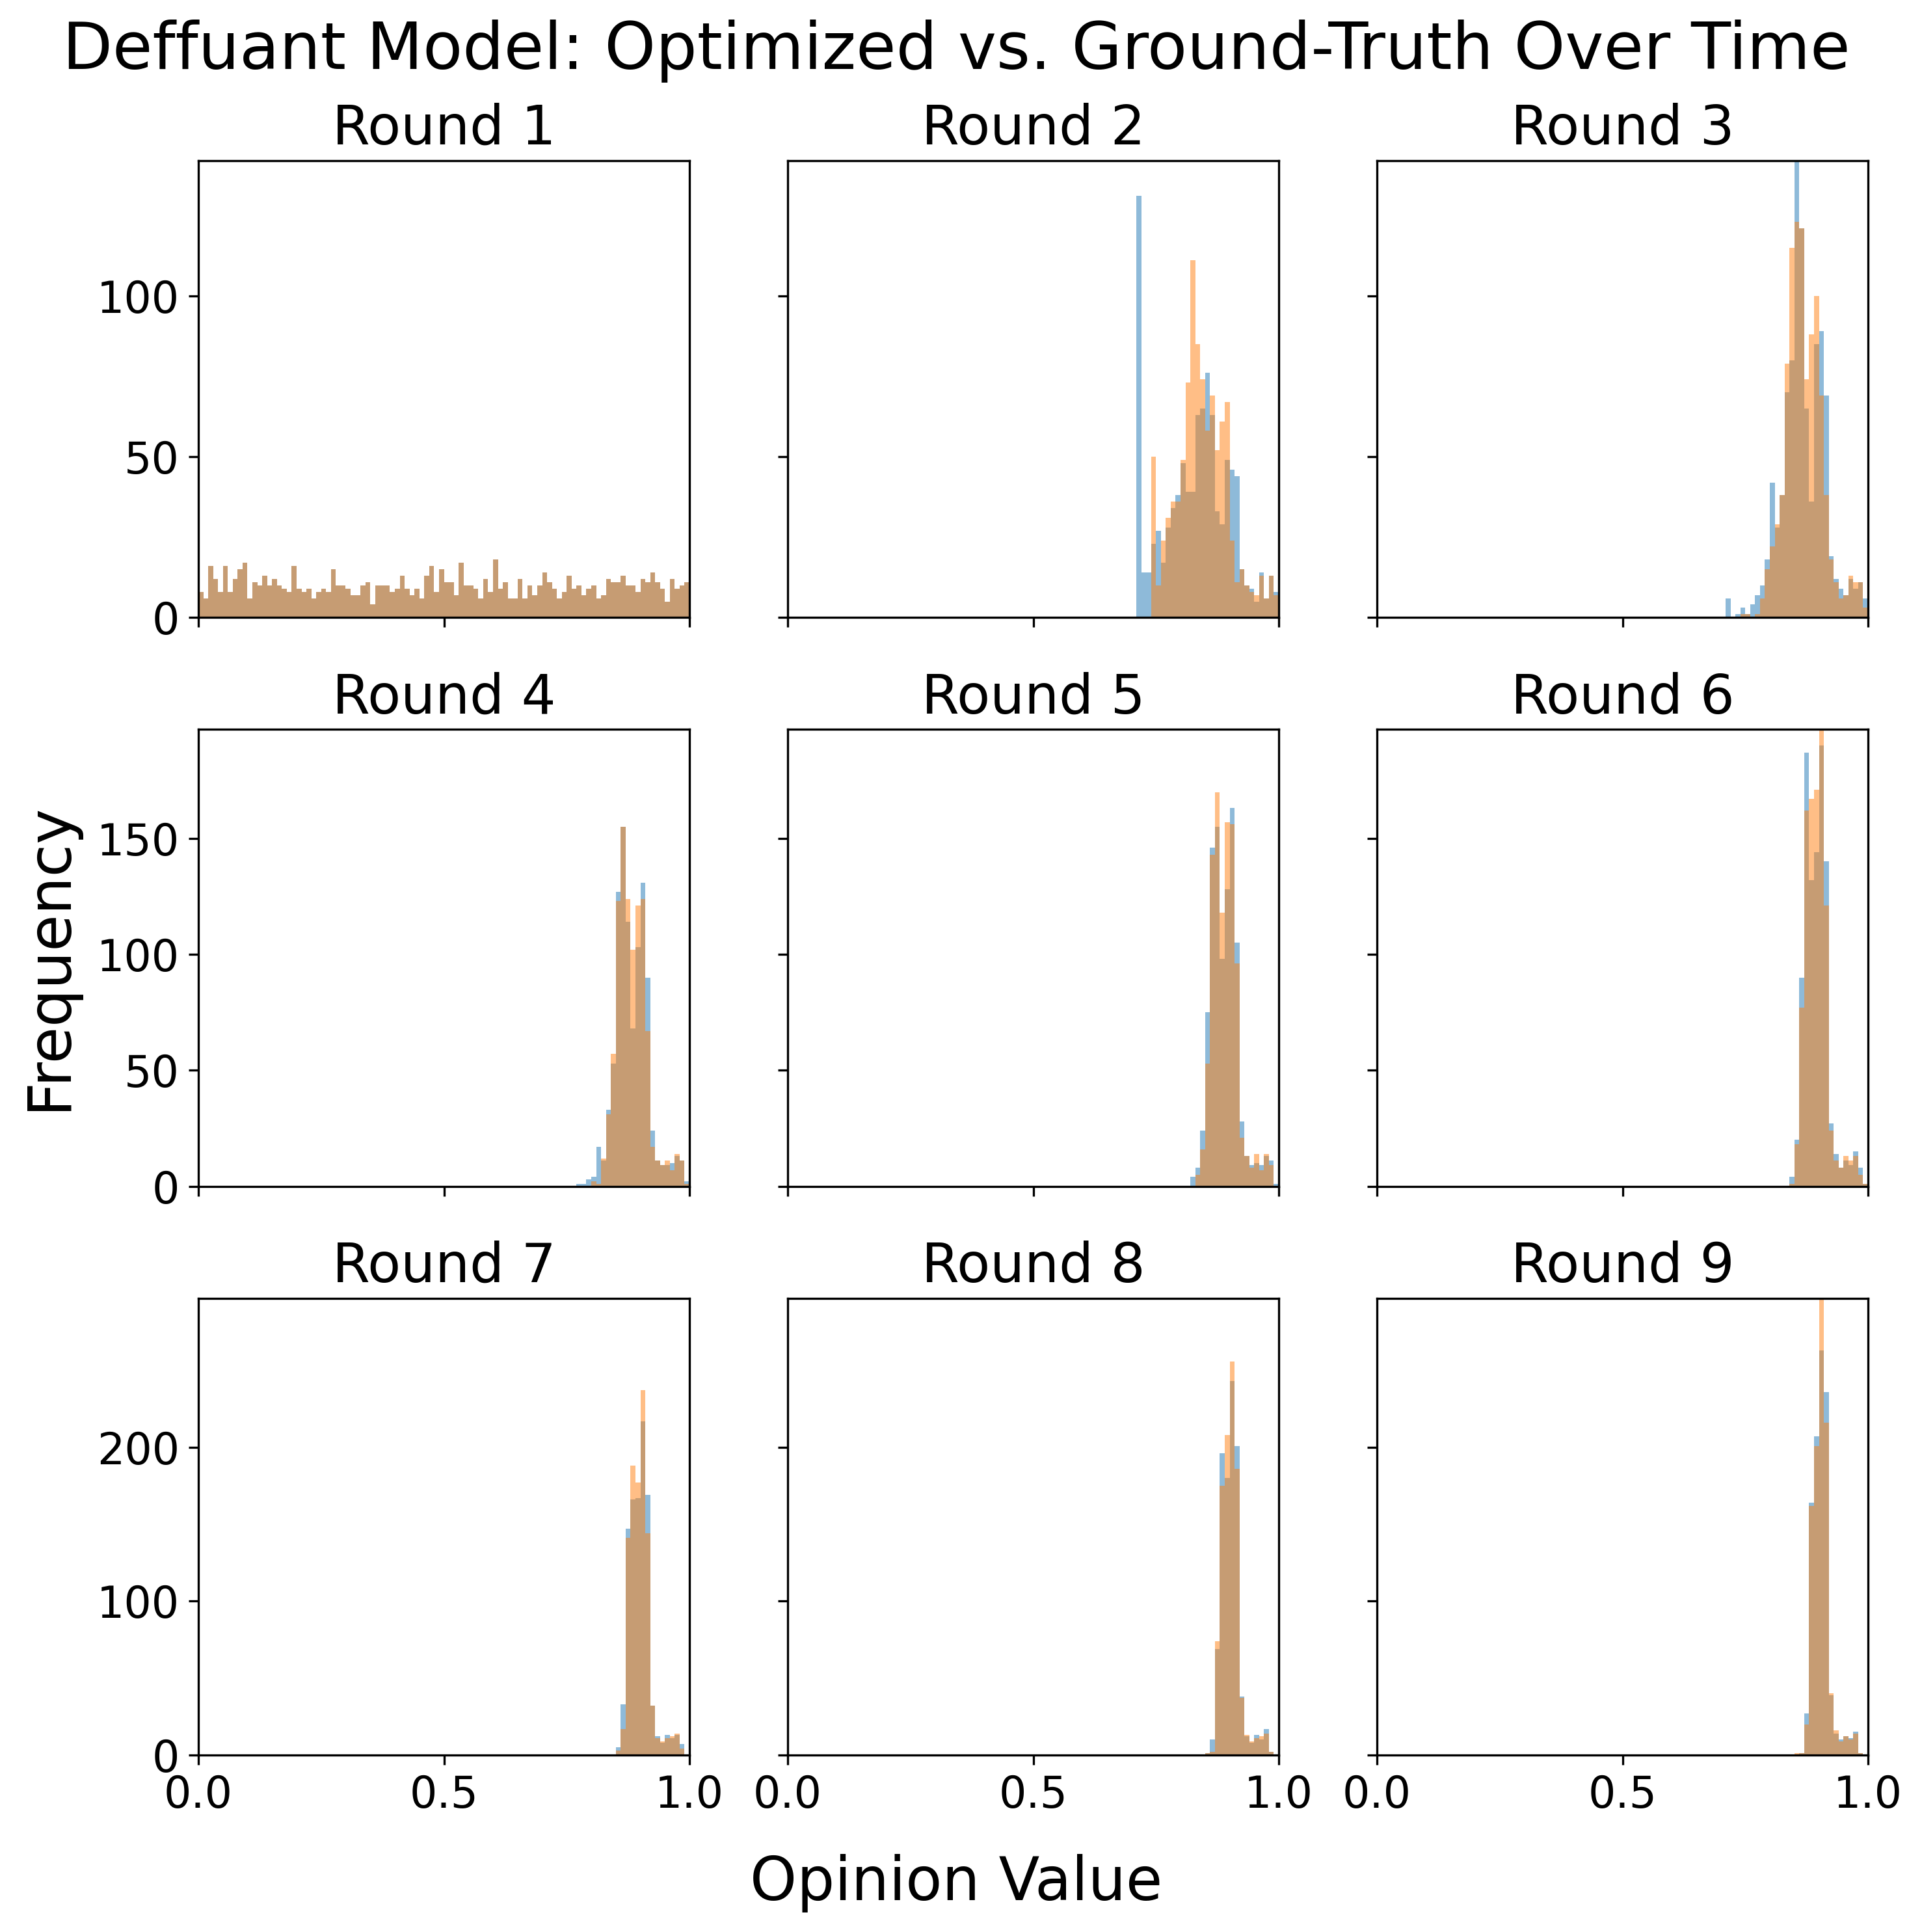 Deffuant Model: Optimized vs. Ground-Truth Over Time
Round 1
Round 2
Round 3
100
50
0
Round 4
Round 5
Round 6
150
100
50
0
Frequency
Round 7
Round 8
Round 9
200
100
0
0.0 0.5 1.0
0.0 0.5 1.0
0.0 0.5 1.0
Opinion Value